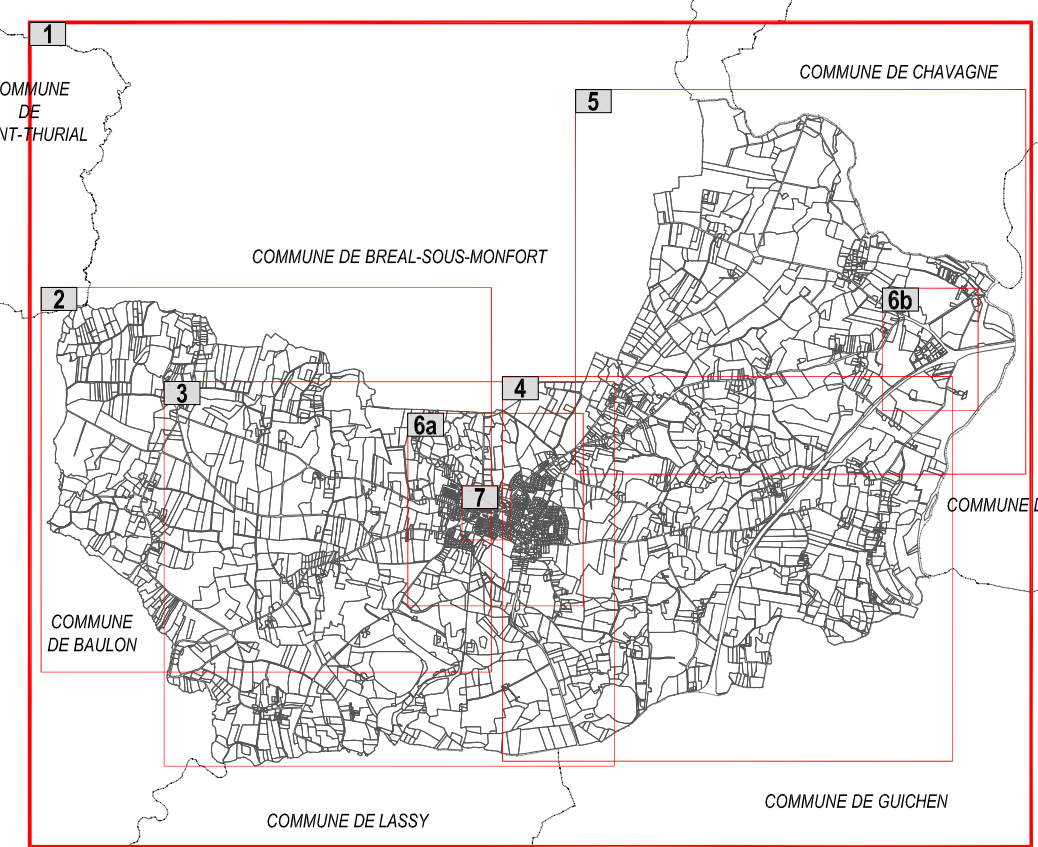 1
COMMUNE DE CHAVAGNE
OMMUNE
DE
NT-THURIAL
5
COMMUNE DE BREAL-SOUS-MONFORT
2
6b
3
4
6a
7
COMMUNE D
COMMUNE
DE BAULON
COMMUNE DE GUICHEN
COMMUNE DE LASSY